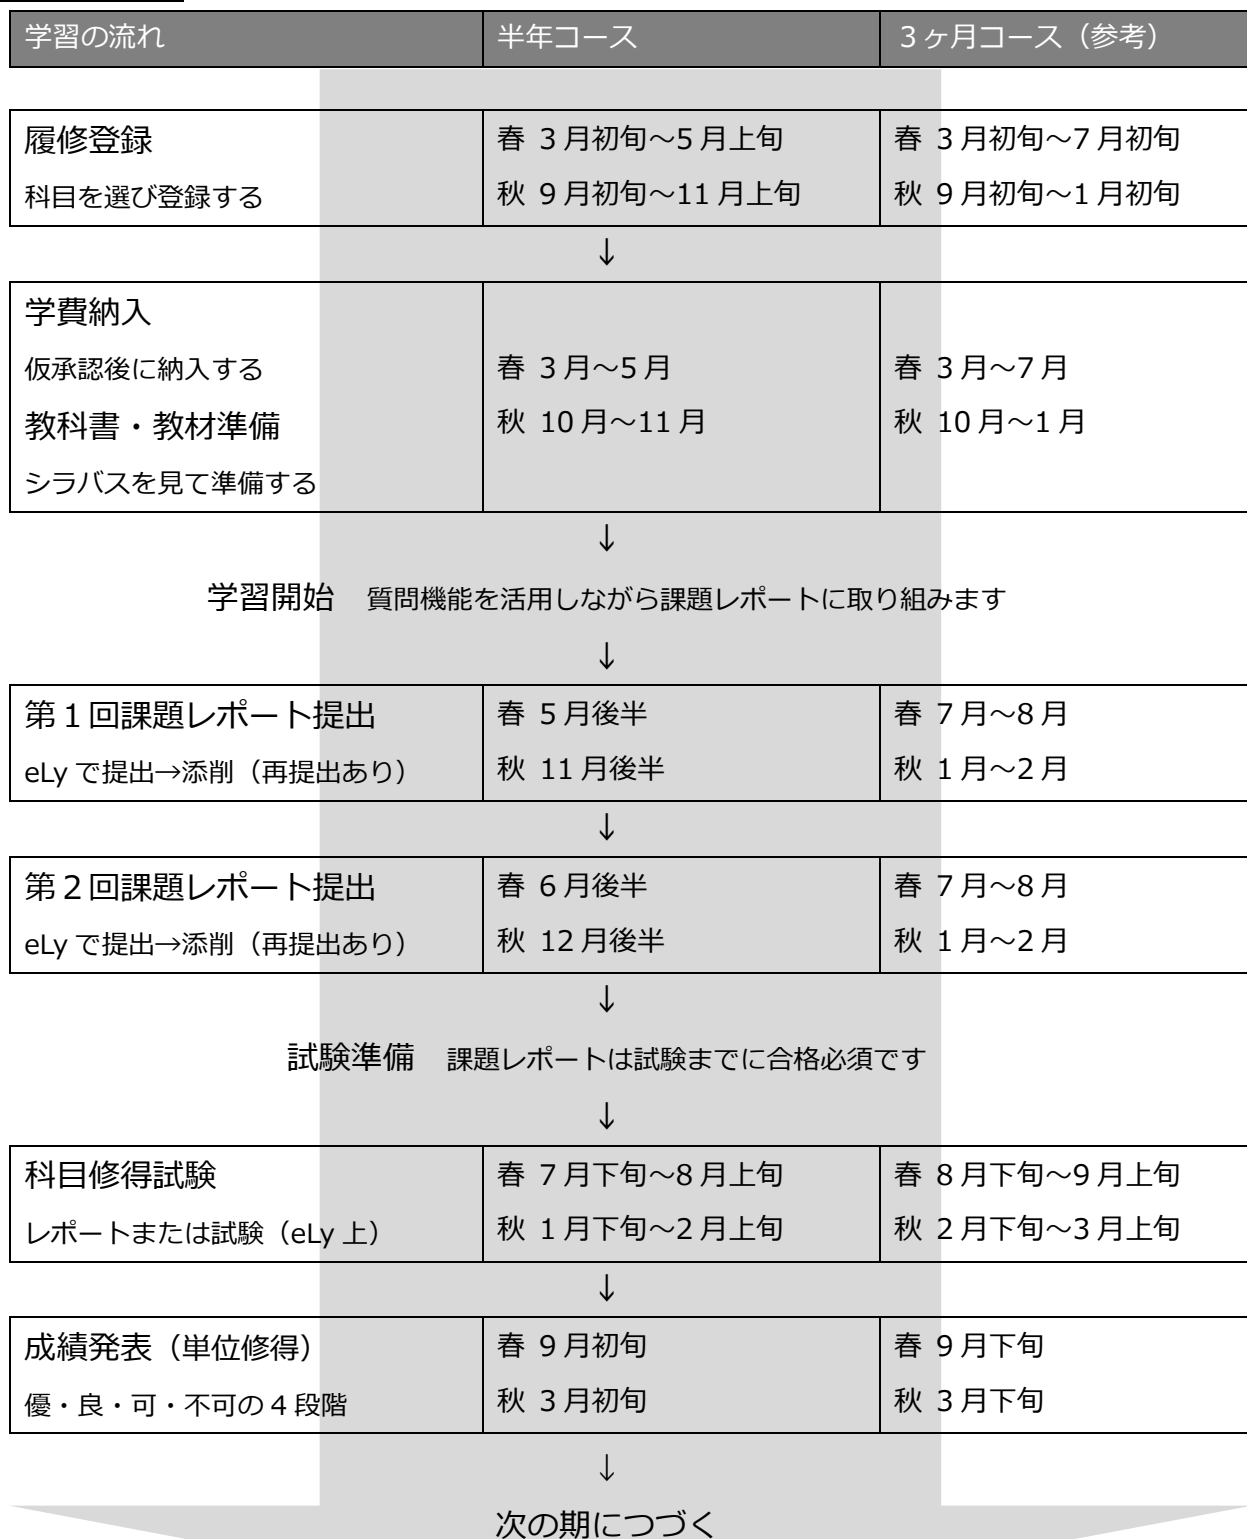 学習の流れ 半年コース 3ヶ月コース（参考）
履修登録 春 3月初旬～5月上旬 春 3月初旬～7月初旬
科目を選び登録する 秋 9月初旬～11月上旬 秋 9月初旬～1月初旬
↓
学費納入
仮承認後に納入する 春 3月～5月 春 3月～7月
教科書・教材準備 秋 10月～11月 秋 10月～1月
シラバスを見て準備する
↓
学習開始 質問機能を活用しながら課題レポートに取り組みます
↓
第1回課題レポート提出 春 5月後半 春 7月～8月
eLyで提出→添削（再提出あり） 秋 11月後半 秋 1月～2月
↓
第2回課題レポート提出 春 6月後半 春 7月～8月
eLyで提出→添削（再提出あり） 秋 12月後半 秋 1月～2月
↓
試験準備 課題レポートは試験までに合格必須です
↓
科目修得試験 春 7月下旬～8月上旬 春 8月下旬～9月上旬
レポートまたは試験（eLy上） 秋 1月下旬～2月上旬 秋 2月下旬～3月上旬
↓
成績発表（単位修得） 春 9月初旬 春 9月下旬
優・良・可・不可の4段階 秋 3月初旬 秋 3月下旬
↓
次の期につづく